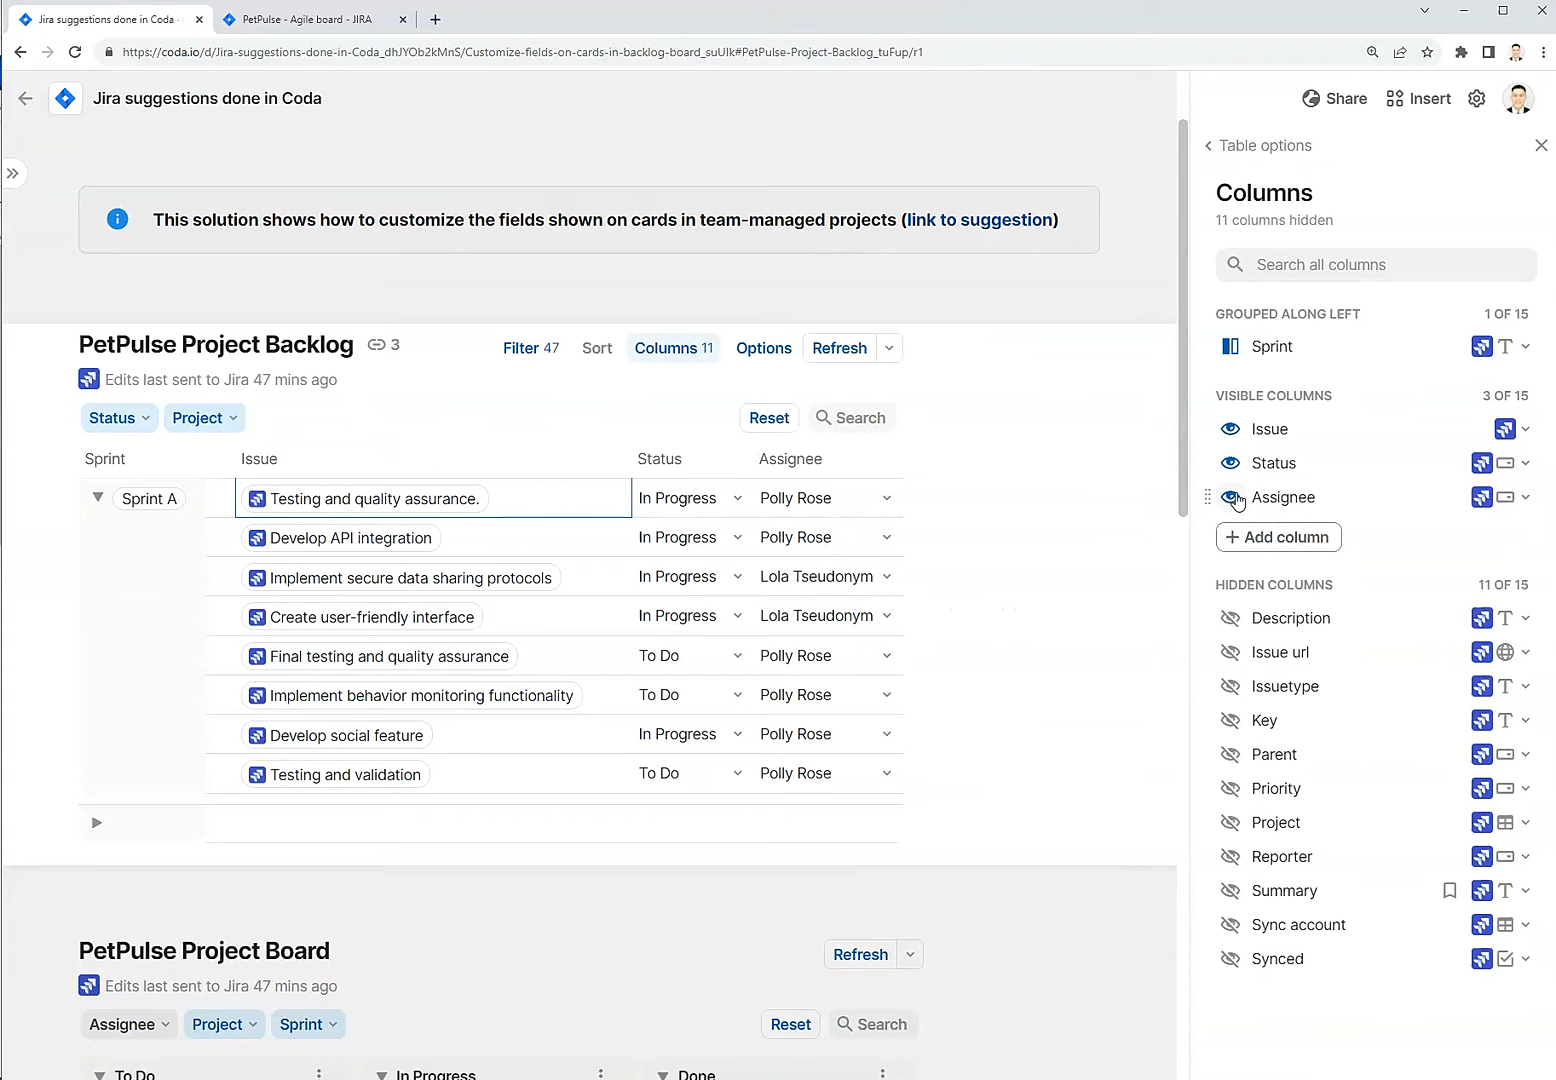 Jira suggestions done in Coda ·
PetPulse - Agile board - JIRA
https://coda.io/d/Jira-suggestions-done-in-Coda_dhJYOb2kMnS/Customize-fields-on-cards-in-backlog-board_suUlk#PetPulse-Project-Backlog_tuFup/r1
Jira suggestions done in Coda
Share
Insert
This solution shows how to customize the fields shown on cards in team-managed projects (link to suggestion)
PetPulse Project Backlog
3
Filter 47
Sort
Columns 11
Options
Refresh
Edits last sent to Jira 47 mins ago
Status
Project
Reset
Search
Sprint
Issue
Status
Assignee
Sprint A
Testing and quality assurance.
In Progress
Polly Rose
Develop API integration
In Progress
Polly Rose
Implement secure data sharing protocols
In Progress
Lola Tseudonym
Create user-friendly interface
In Progress
Lola Tseudonym
Final testing and quality assurance
To Do
Polly Rose
Implement behavior monitoring functionality
To Do
Polly Rose
Develop social feature
In Progress
Polly Rose
Testing and validation
To Do
Polly Rose
PetPulse Project Board
Refresh
Edits last sent to Jira 47 mins ago
Assignee
Project
Sprint
Reset
Search
To Do
In Progress
Done
Table options
Columns
11 columns hidden
Search all columns
GROUPED ALONG LEFT
1 OF 15
Sprint
VISIBLE COLUMNS
3 OF 15
Issue
Status
Assignee
+ Add column
HIDDEN COLUMNS
11 OF 15
Description
Issue url
Issuetype
Key
Parent
Priority
Project
Reporter
Summary
Sync account
Synced